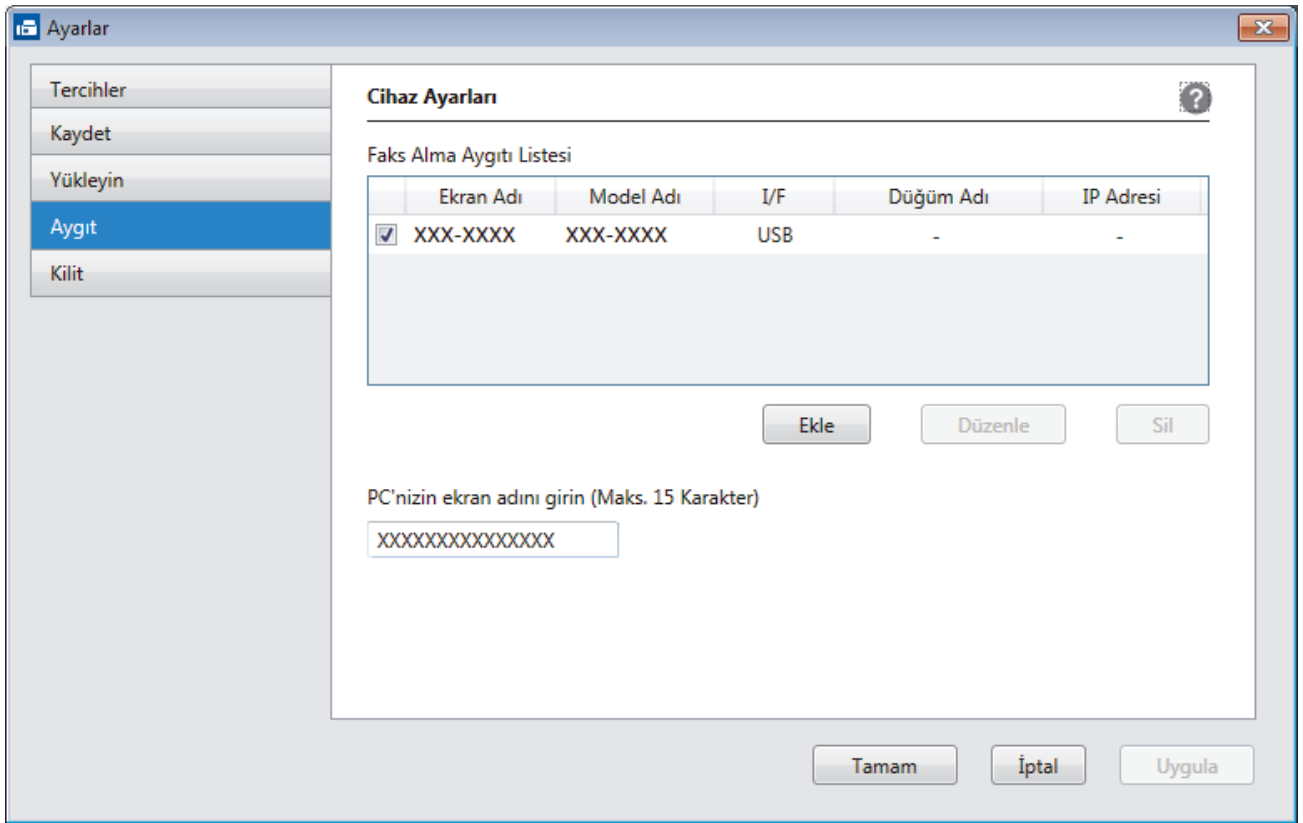 Ayarlar
Tercihler
Kaydet
Yükleyin
Aygıt
Kilit
Cihaz Ayarları
?
Faks Alma Aygıtı Listesi
Ekran Adı Model Adı I/F Düğüm Adı IP Adresi
XXX-XXXX XXX-XXXX USB - -
Ekle Düzenle Sil
PC'nizin ekran adını girin (Maks. 15 Karakter)
XXXXXXXXXXXXXXX
Tamam İptal Uygula